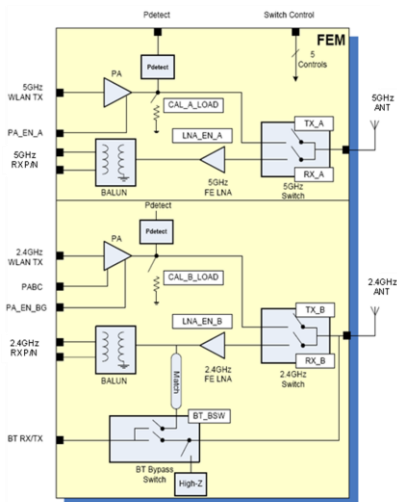 Pdetect
Switch Control
FEM
5
Controls
Pdetect
PA
5GHz
WLAN TX
CAL_A_LOAD
TX_A
5GHz
ANT
PA_EN_A
LNA_EN_A
5GHz
RX P/N
BALUN
5GHz
FE LNA
RX_A
5GHz
Switch
Pdetect
Pdetect
PA
2.4GHz
WLAN TX
CAL_B_LOAD
PABC
TX_B
2.4GHz
ANT
PA_EN_BG
LNA_EN_B
2.4GHz
RX P/N
BALUN
2.4GHz
FE LNA
RX_B
2.4GHz
Switch
Match
BT_BSW
BT RX/TX
BT Bypass
Switch
High-Z